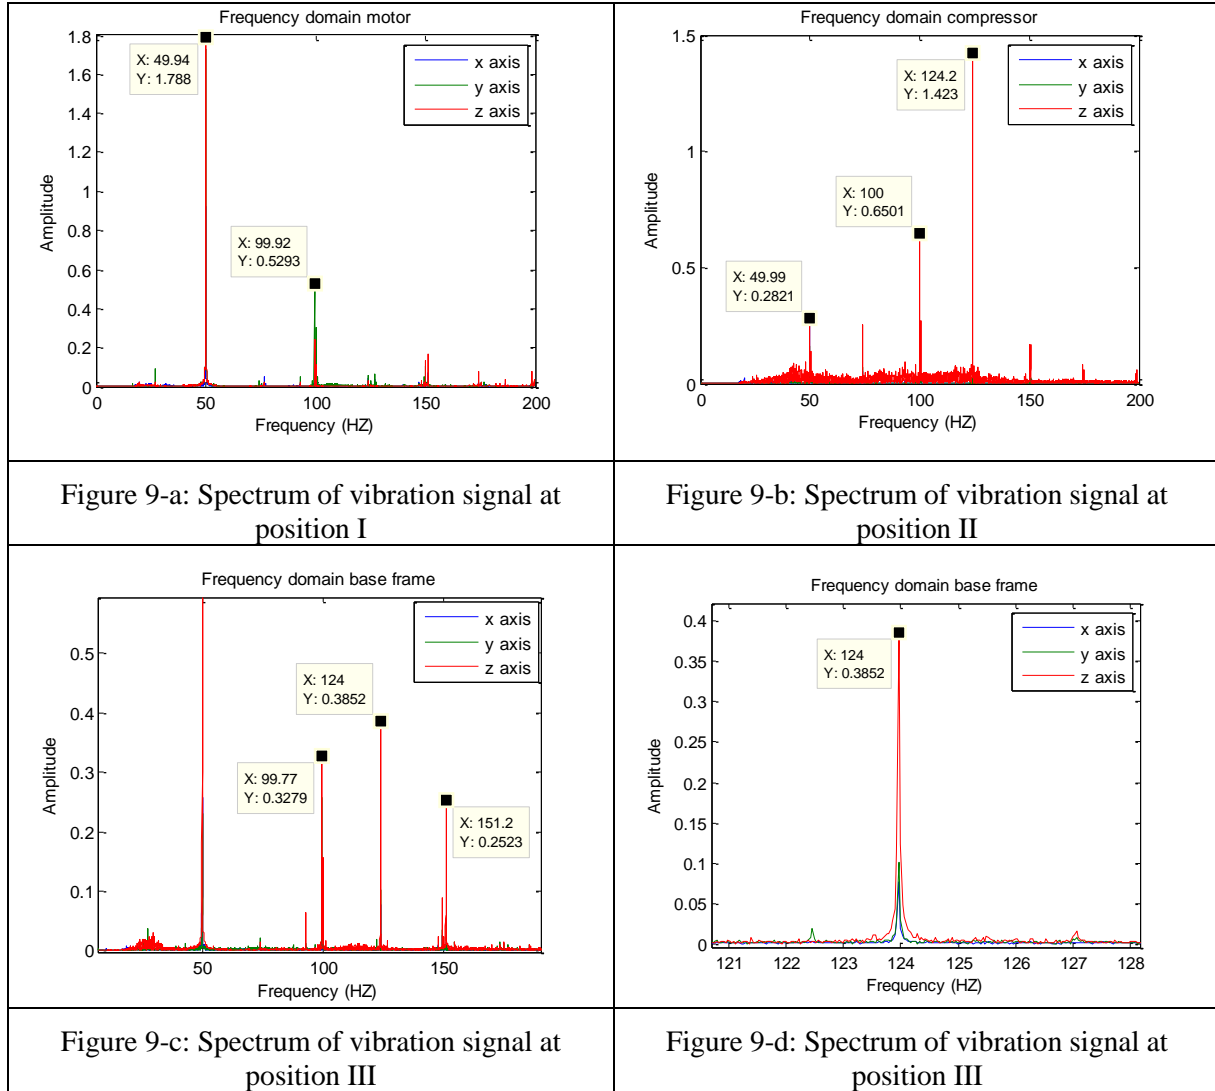 Frequency domain motor
1.8
1.6
1.4
1.2
1
0.8
0.6
0.4
0.2
0
Amplitude
X: 49.94
Y: 1.788
X: 99.92
Y: 0.5293
x axis
y axis
z axis
0 50 100 150 200
Frequency (HZ)
Frequency domain compressor
1.5
1
0.5
0
Amplitude
X: 124.2
Y: 1.423
X: 100
Y: 0.6501
X: 49.99
Y: 0.2821
x axis
y axis
z axis
0 50 100 150 200
Frequency (HZ)
Figure 9-a: Spectrum of vibration signal at
position I
Figure 9-b: Spectrum of vibration signal at
position II
Frequency domain base frame
0.5
0.4
0.3
0.2
0.1
0
Amplitude
X: 124
Y: 0.3852
X: 99.77
Y: 0.3279
X: 151.2
Y: 0.2523
x axis
y axis
z axis
50 100 150
Frequency (HZ)
Frequency domain base frame
0.4
0.35
0.3
0.25
0.2
0.15
0.1
0.05
0
Amplitude
X: 124
Y: 0.3852
x axis
y axis
z axis
121 122 123 124 125 126 127 128
Frequency (HZ)
Figure 9-c: Spectrum of vibration signal at
position III
Figure 9-d: Spectrum of vibration signal at
position III